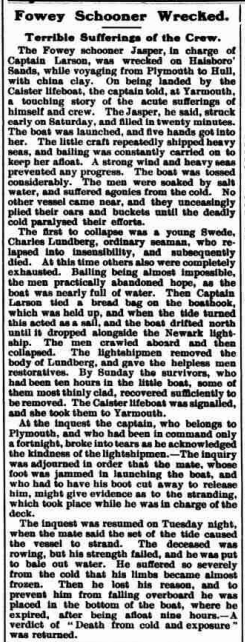 Fowey Schooner Wrecked.
Terrible Sufferings of the Crew.
The Fowey schooner Jasper, in charge of
Captain Larson, was wrecked on Haisboro'
Sands, while voyaging from Plymouth to Hull,
with china clay. On being landed by the
Caister lifeboat, the captain told, at Yarmouth,
a touching story of the acute sufferings of
himself and crew. The Jasper, he said, struck
early on Saturday, and filled in twenty minutes.
The boat was launched, and five hands got into
her. The little craft repeatedly shipped heavy
seas, and bailing was constantly carried on to
keep her afloat. A strong wind and heavy seas
prevented any progress. The boat was tossed
considerably. The men were soaked by salt
water, and suffered agonies from the cold. No
other vessel came near, and they unceasingly
plied their oars and buckets until the deadly
cold paralysed their efforts.
The first to collapse was a young Swede,
Charles Lundberg, ordinary seaman, who re-
lapsed into insensibility, and subsequently
died. At this time others also were completely
exhausted. Bailing being almost impossible,
the men practically abandoned hope, as the
boat was nearly full of water. Then Captain
Larson tied a bread bag on the boathook,
which was held up, and when the tide turned
this acted as a sail, and the boat drifted north
until it dropped alongside the Newark light-
ship. The men crawled aboard and then
collapsed. The lightshipmen removed the
body of Lundberg, and gave the helpless men
restoratives. By Sunday the survivors, who
had been ten hours in the little boat, some of
them most thinly clad, recovered sufficiently to
be removed. The Caister lifeboat was signalled,
and she took them to Yarmouth.
At the inquest the captain, who belongs to
Plymouth, and who had been in command only
a fortnight, broke into tears as he acknowledged
the kindness of the lightshipmen.—The inquiry
was adjourned in order that the mate, whose
foot was jammed in launching the boat, and
who had to have his boot cut away to release
him, might give evidence as to the stranding,
which took place while he was in charge of the
deck.
The inquest was resumed on Tuesday night,
when the mate said the set of the tide caused
the vessel to strand. The deceased was
rowing, but his strength failed, and he was put
to bale out water. He suffered so severely
from the cold that his limbs became almost
frozen. Then he lost his reason, and to
prevent him from falling overboard he was
placed in the bottom of the boat, where he
expired, after being afloat nine hours.—A
verdict of "Death from cold and exposure"
was returned.